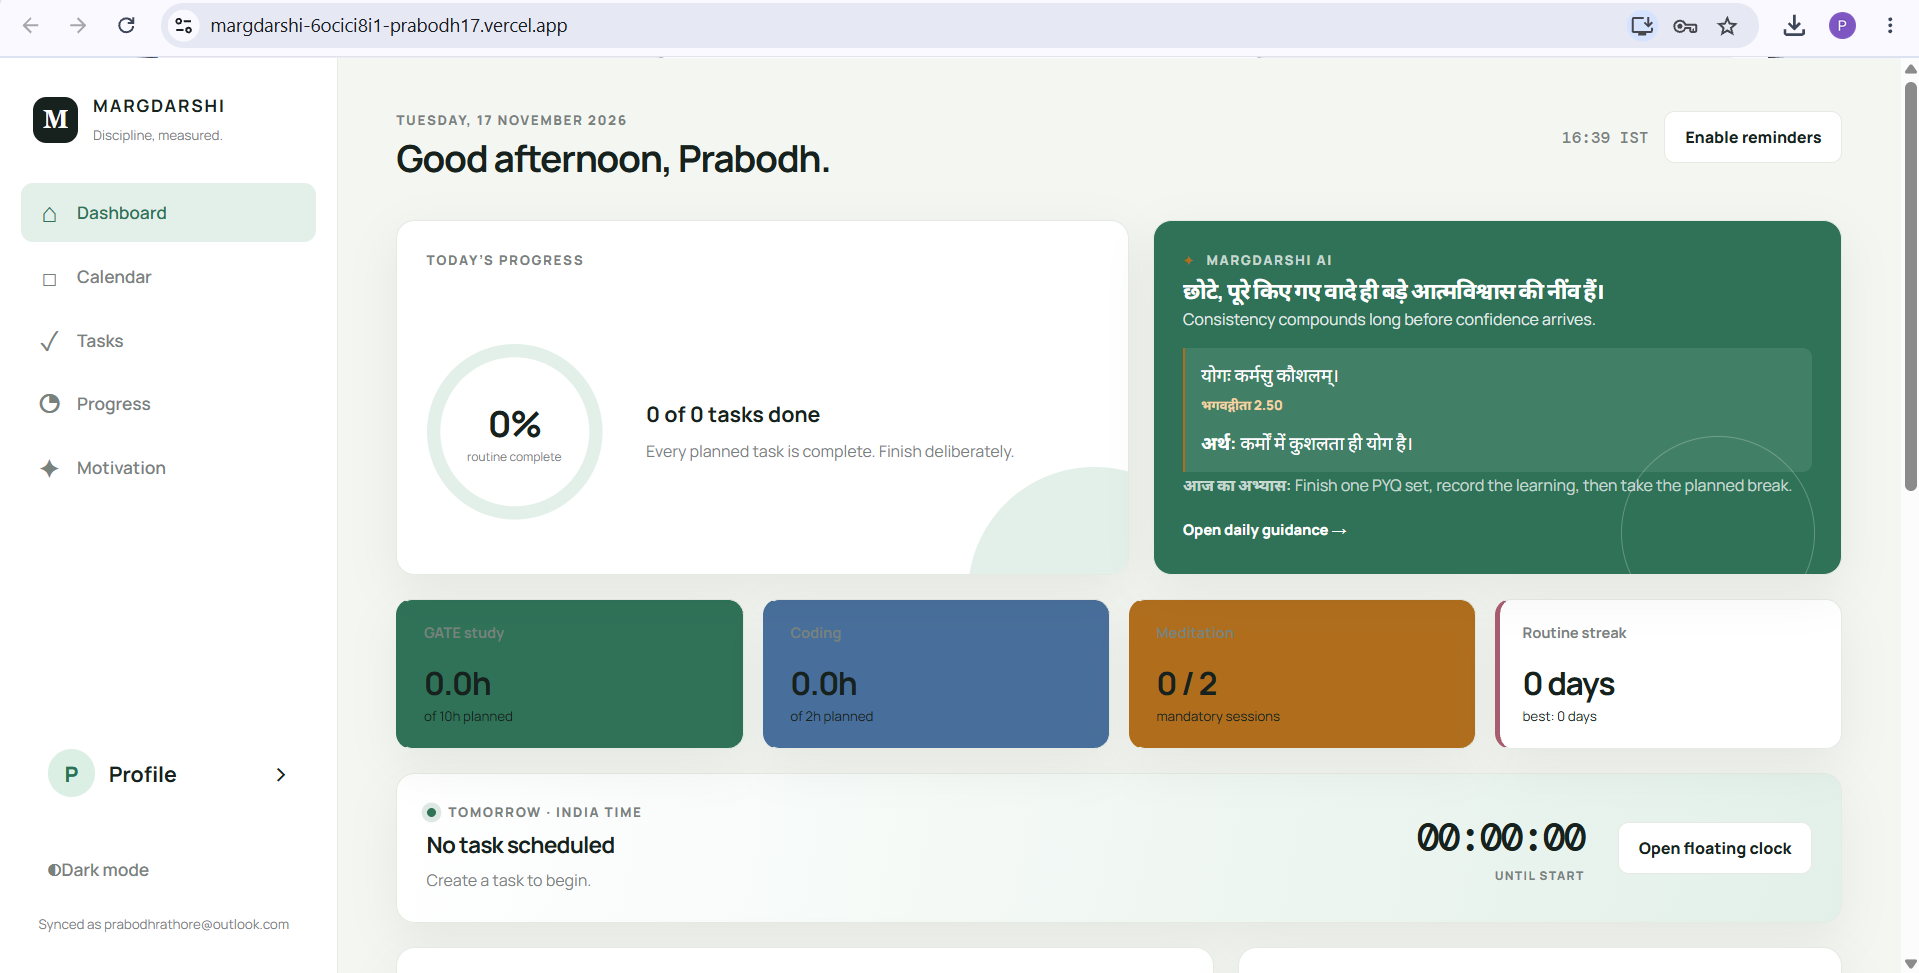 margdarshi-6ocici8i1-prabodh17.vercel.app
P
M
MARGDARSHI
Discipline, measured.
Dashboard
Calendar
Tasks
Progress
Motivation
P
Profile
Dark mode
Synced as prabodhrathore@outlook.com
TUESDAY, 17 NOVEMBER 2026
Good afternoon, Prabodh.
16:39 IST
Enable reminders
TODAY'S PROGRESS
0%
routine complete
0 of 0 tasks done
Every planned task is complete. Finish deliberately.
MARGDARSHI AI
छोटे, पूरे किए गए वादे ही बड़े आत्मविश्वास की नींव हैं।
Consistency compounds long before confidence arrives.
योगः कर्मसु कौशलम्।
भगवद्गीता 2.50
अर्थ: कर्मों में कुशलता ही योग है।
आज का अभ्यास: Finish one PYQ set, record the learning, then take the planned break.
Open daily guidance →
GATE study
0.0h
of 10h planned
Coding
0.0h
of 2h planned
Meditation
0 / 2
mandatory sessions
Routine streak
0 days
best: 0 days
TOMORROW · INDIA TIME
No task scheduled
Create a task to begin.
00:00:00
UNTIL START
Open floating clock